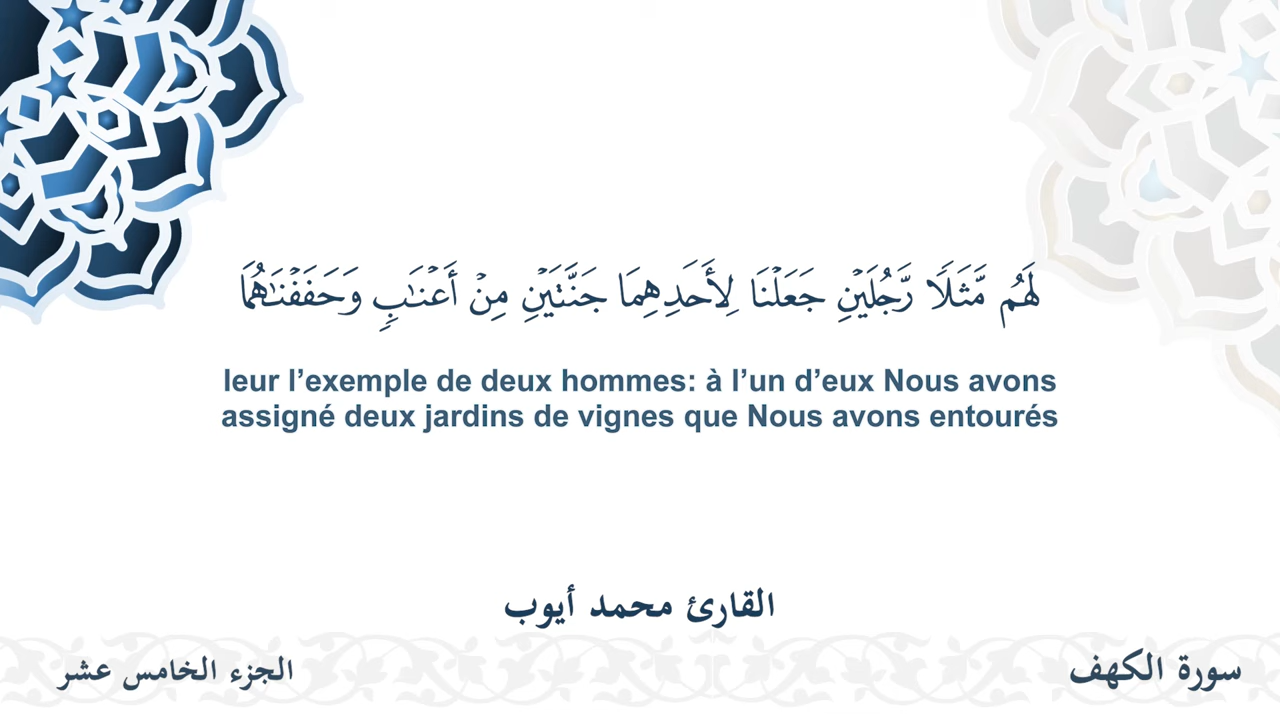 لَهُم مَّثَلًا رَّجُلَيْنِ جَعَلْنَا لِأَحَدِهِمَا جَنَّتَيْنِ مِنْ أَعْنَٰبٍ وَحَفَفْنَٰهُمَا
leur l’exemple de deux hommes: à l’un d’eux Nous avons
assigné deux jardins de vignes que Nous avons entourés
القارئ محمد أيوب
سورة الكهف
الجزء الخامس عشر